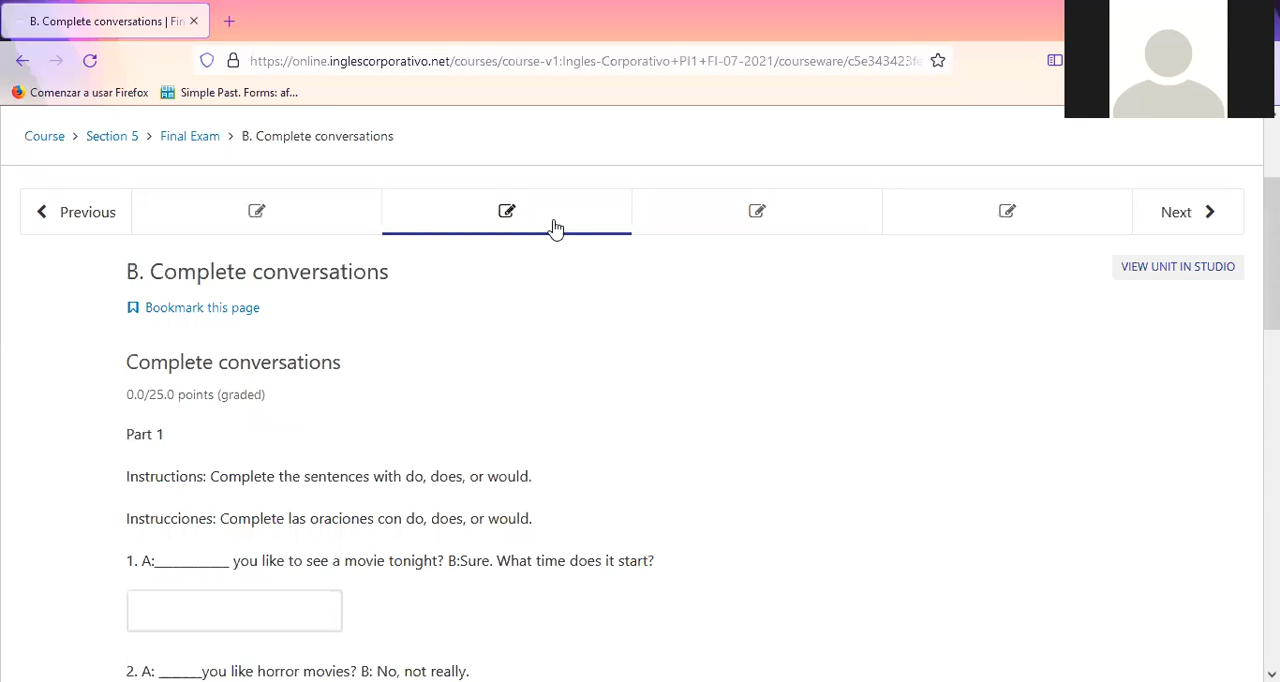 B. Complete conversations | Fin
https://online.inglescorporativo.net/courses/course-v1:Ingles-Corporativo+PI1+FI-07-2021/courseware/c5e343423fe
Comenzar a usar Firefox
Simple Past. Forms: af...
Course > Section 5 > Final Exam > B. Complete conversations
Previous
Next
B. Complete conversations
VIEW UNIT IN STUDIO
Bookmark this page
Complete conversations
0.0/25.0 points (graded)
Part 1
Instructions: Complete the sentences with do, does, or would.
Instrucciones: Complete las oraciones con do, does, or would.
1. A:__________ you like to see a movie tonight? B:Sure. What time does it start?
2. A: ______you like horror movies? B: No, not really.